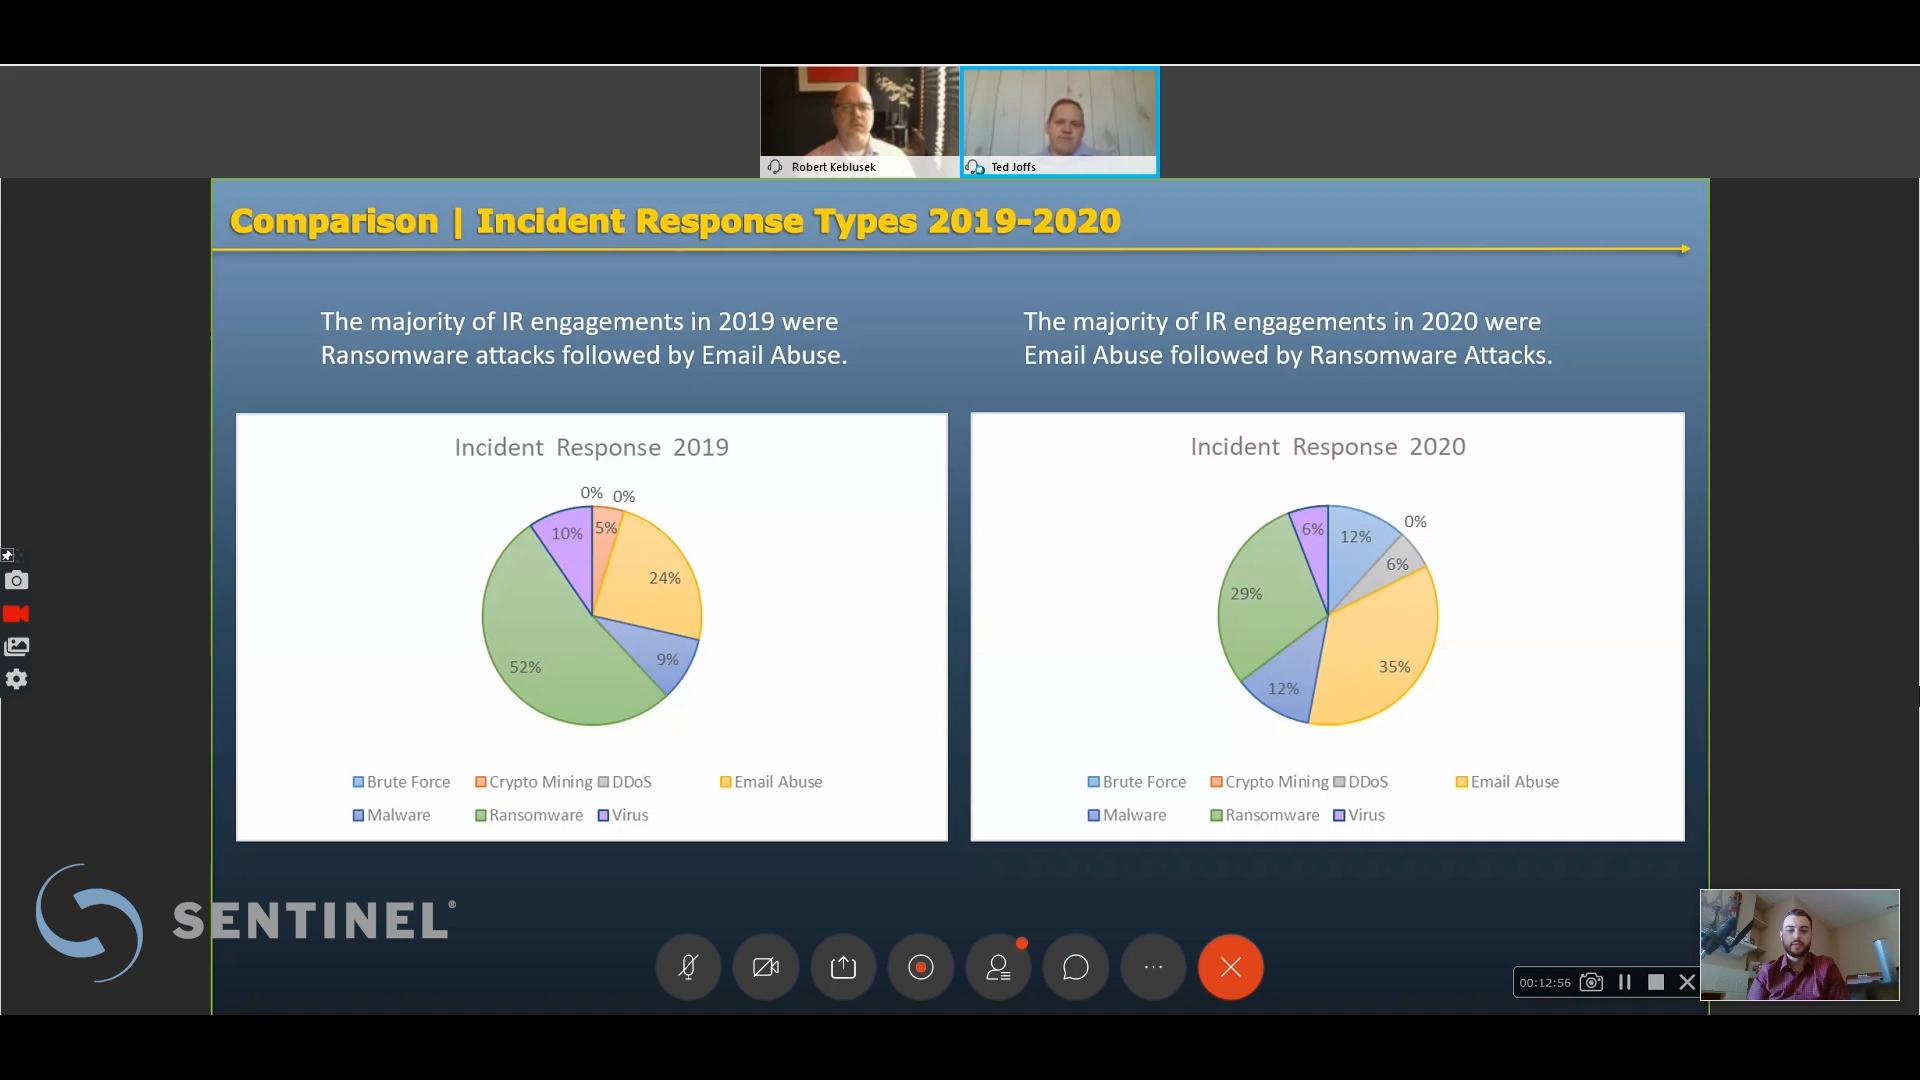 Robert Keblusek
Ted Joffs
Comparison | Incident Response Types 2019-2020
The majority of IR engagements in 2019 were
Ransomware attacks followed by Email Abuse.
The majority of IR engagements in 2020 were
Email Abuse followed by Ransomware Attacks.
Incident Response 2019
0% 0%
5%
10%
24%
9%
52%
Brute Force Crypto Mining DDoS Email Abuse
Malware Ransomware Virus
Incident Response 2020
0%
6% 12%
6%
29%
35%
12%
Brute Force Crypto Mining DDoS Email Abuse
Malware Ransomware Virus
SENTINEL®
00:12:56